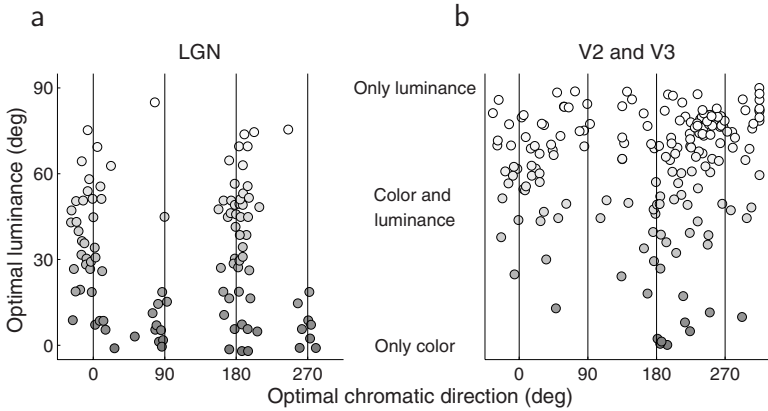 a
b
LGN
V2 and V3
90
60
30
0
Optimal luminance (deg)
Only luminance
Color and
luminance
Only color
0 90 180 270
0 90 180 270
Optimal chromatic direction (deg)